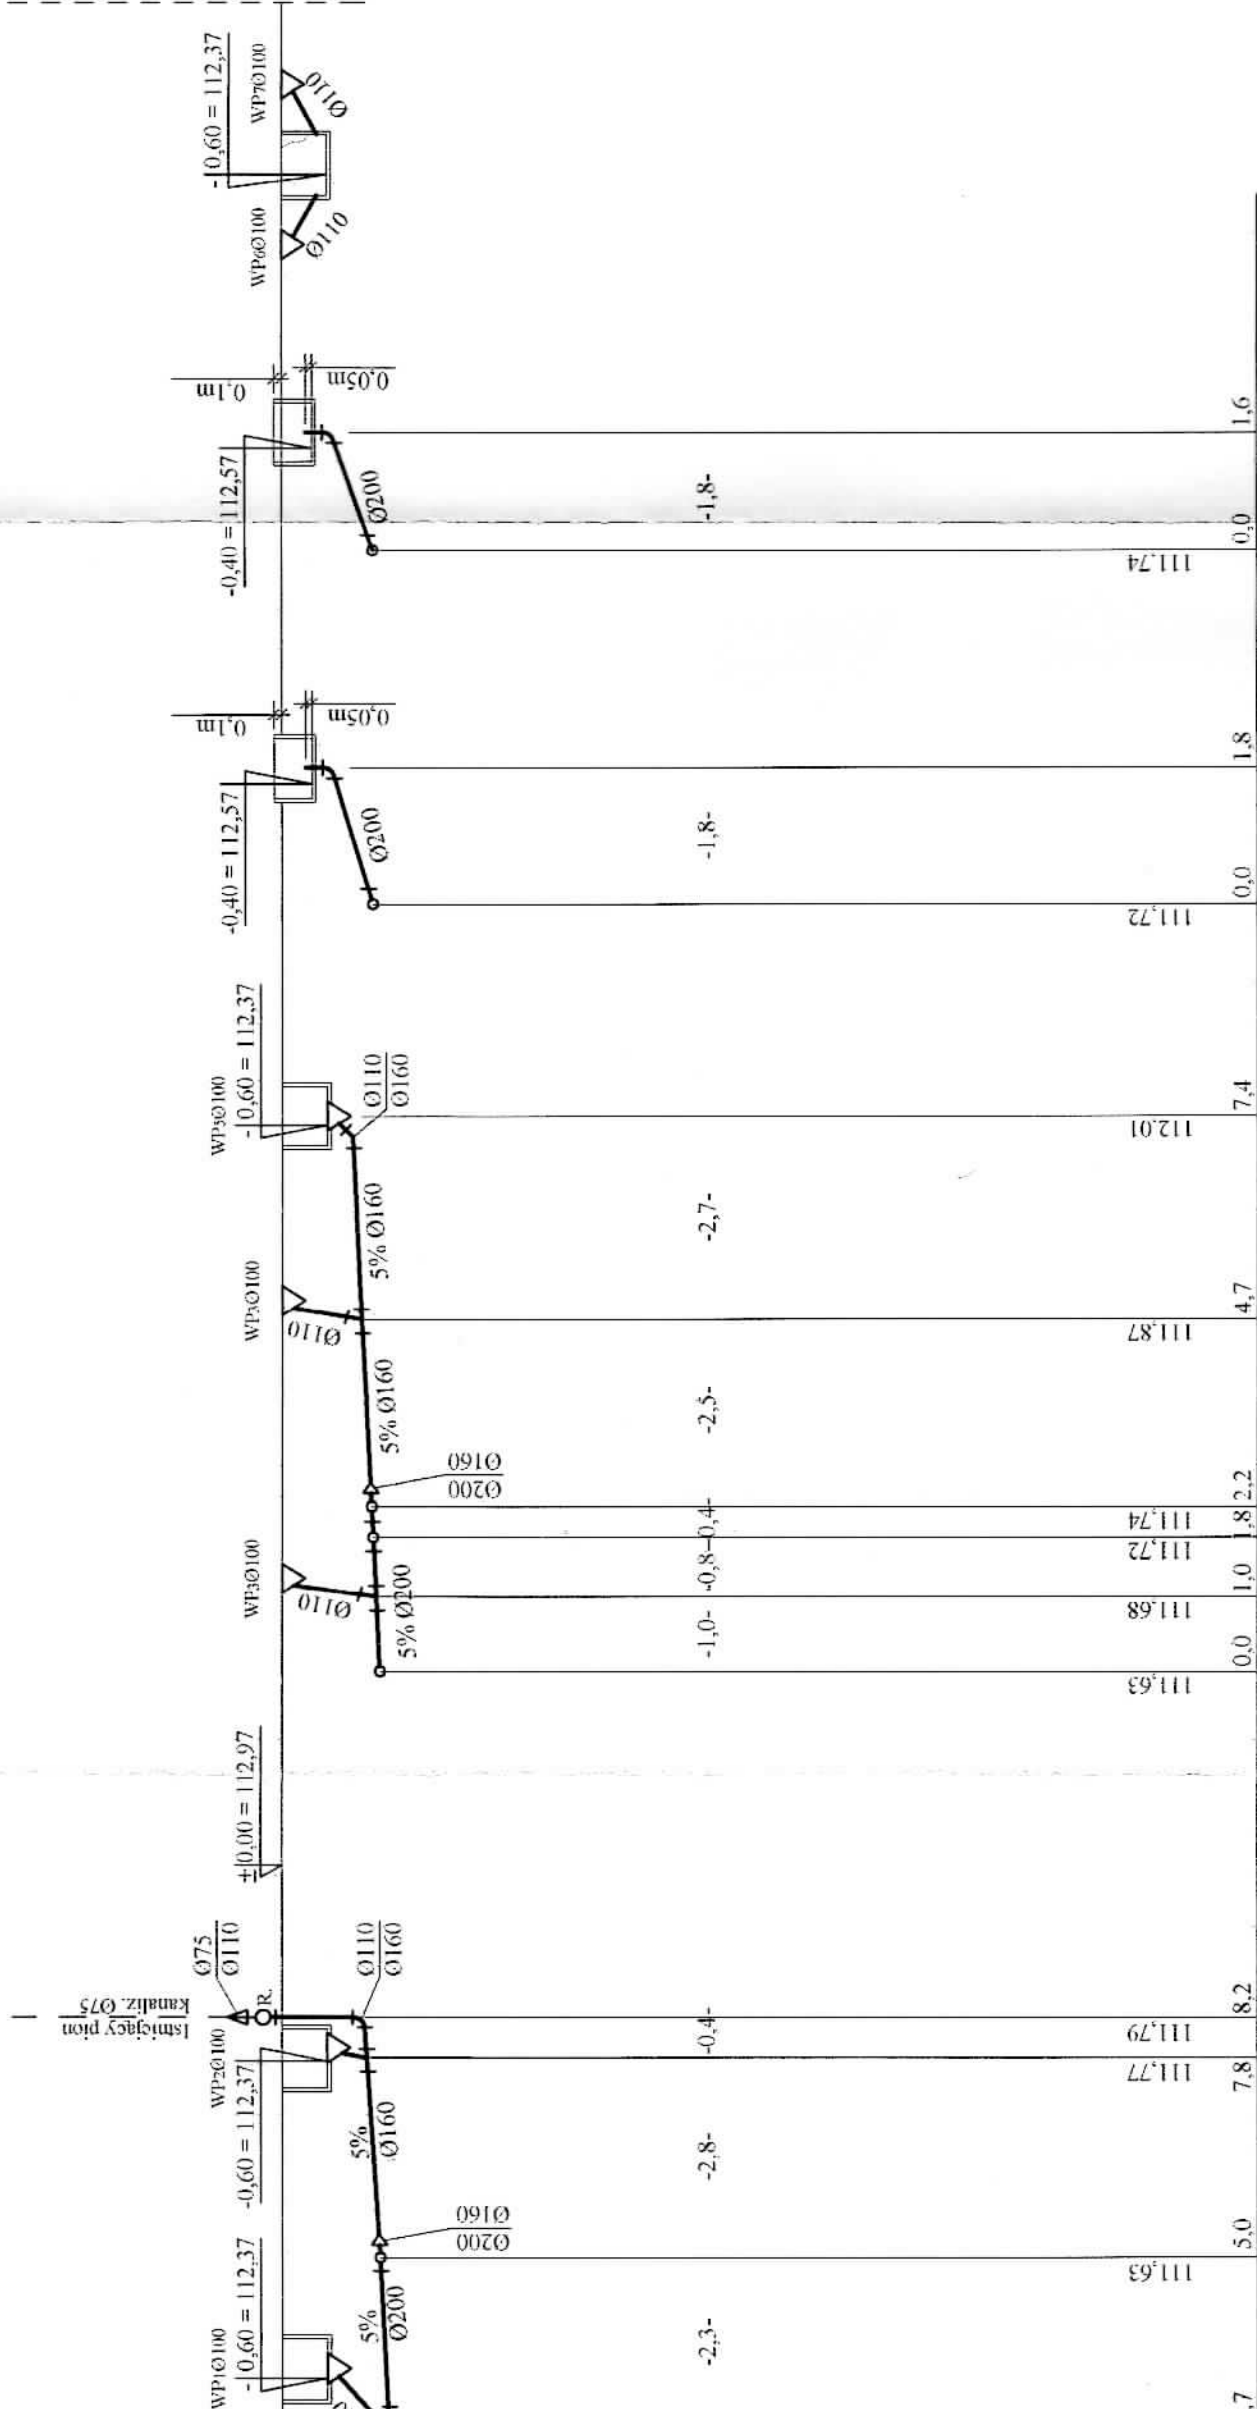 - 0,60 = 112,37
WP7Ø100
Ø110
WP6Ø100
Ø110
0,1m
0,05m
-0,40 = 112,57
Ø200
-1,8-
111,74
0,0
1,6
0,1m
0,05m
-0,40 = 112,57
Ø200
-1,8-
111,72
0,0
1,8
WP5Ø100
- 0,60 = 112,37
Ø110
Ø160
5% Ø160
-2,7-
112,01
7,4
WP3Ø100
Ø110
5% Ø160
-2,5-
111,87
4,7
Ø160
Ø200
-0,4-
111,74
2,2
-0,8-
111,72
1,8
WP3Ø100
Ø110
5% Ø200
-1,0-
111,68
1,0
111,63
0,0
±0,00 = 112,97
Istniejący pion
kanaliz. Ø75
Ø75
Ø110
R.
Ø110
Ø160
-0,4-
111,79
8,2
WP2Ø100
-0,60 = 112,37
111,77
7,8
5%
Ø160
-2,8-
Ø160
Ø200
111,63
5,0
WP1Ø100
- 0,60 = 112,37
5%
Ø200
-2,3-
,7